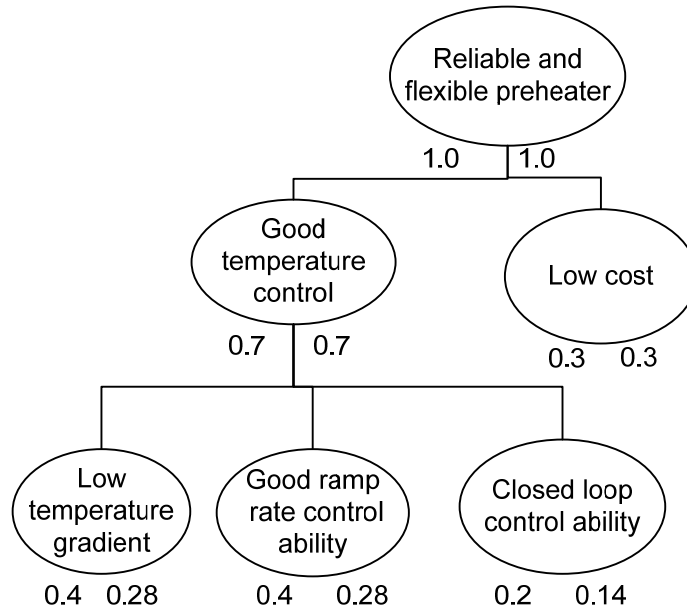 Reliable and
flexible preheater
1.0 1.0
Good
temperature
control
0.7 0.7
Low cost
0.3 0.3
Low
temperature
gradient
0.4 0.28
Good ramp
rate control
ability
0.4 0.28
Closed loop
control ability
0.2 0.14